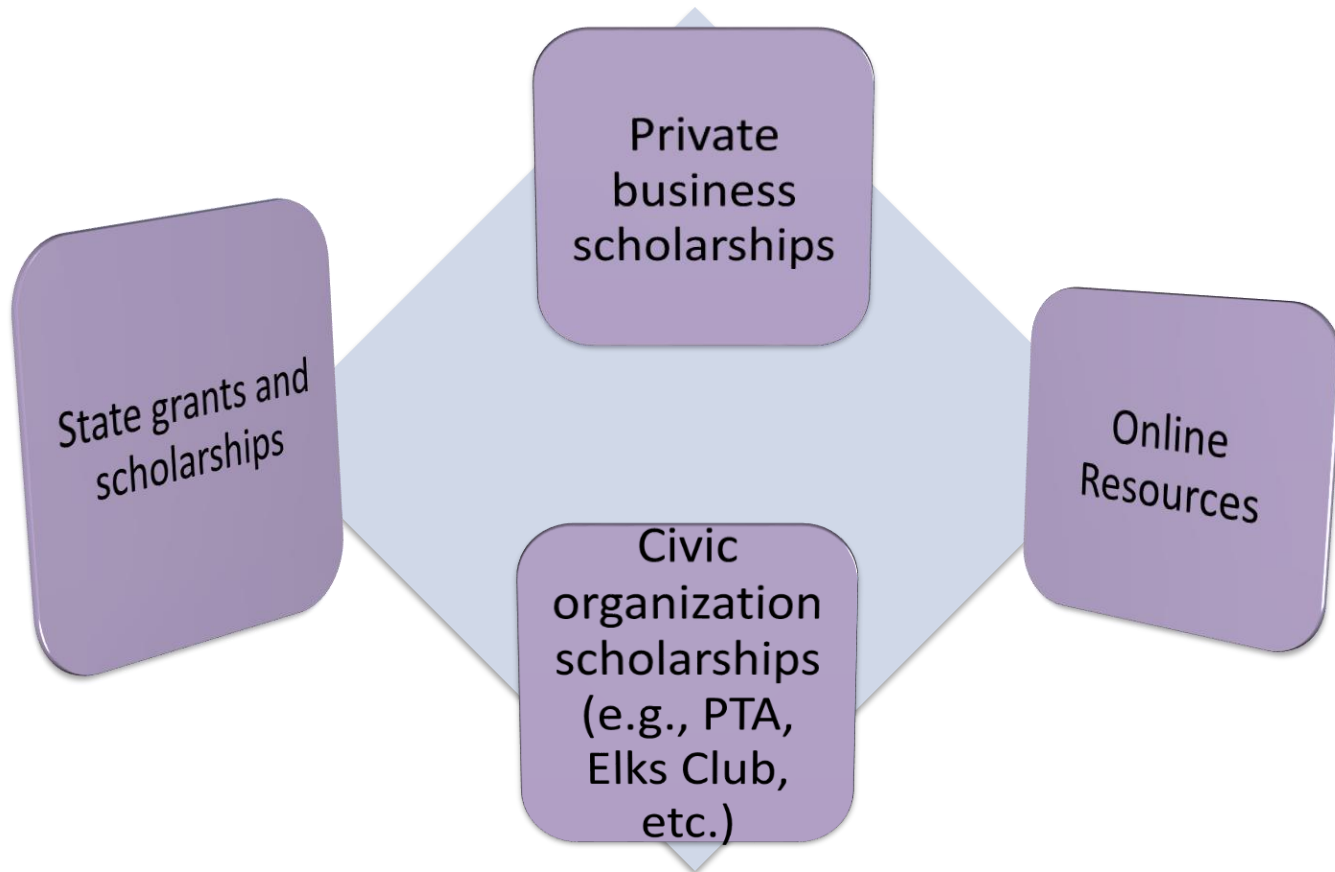 Private
business
scholarships
State grants and
scholarships
Online
Resources
Civic
organization
scholarships
(e.g., PTA,
Elks Club,
etc.)